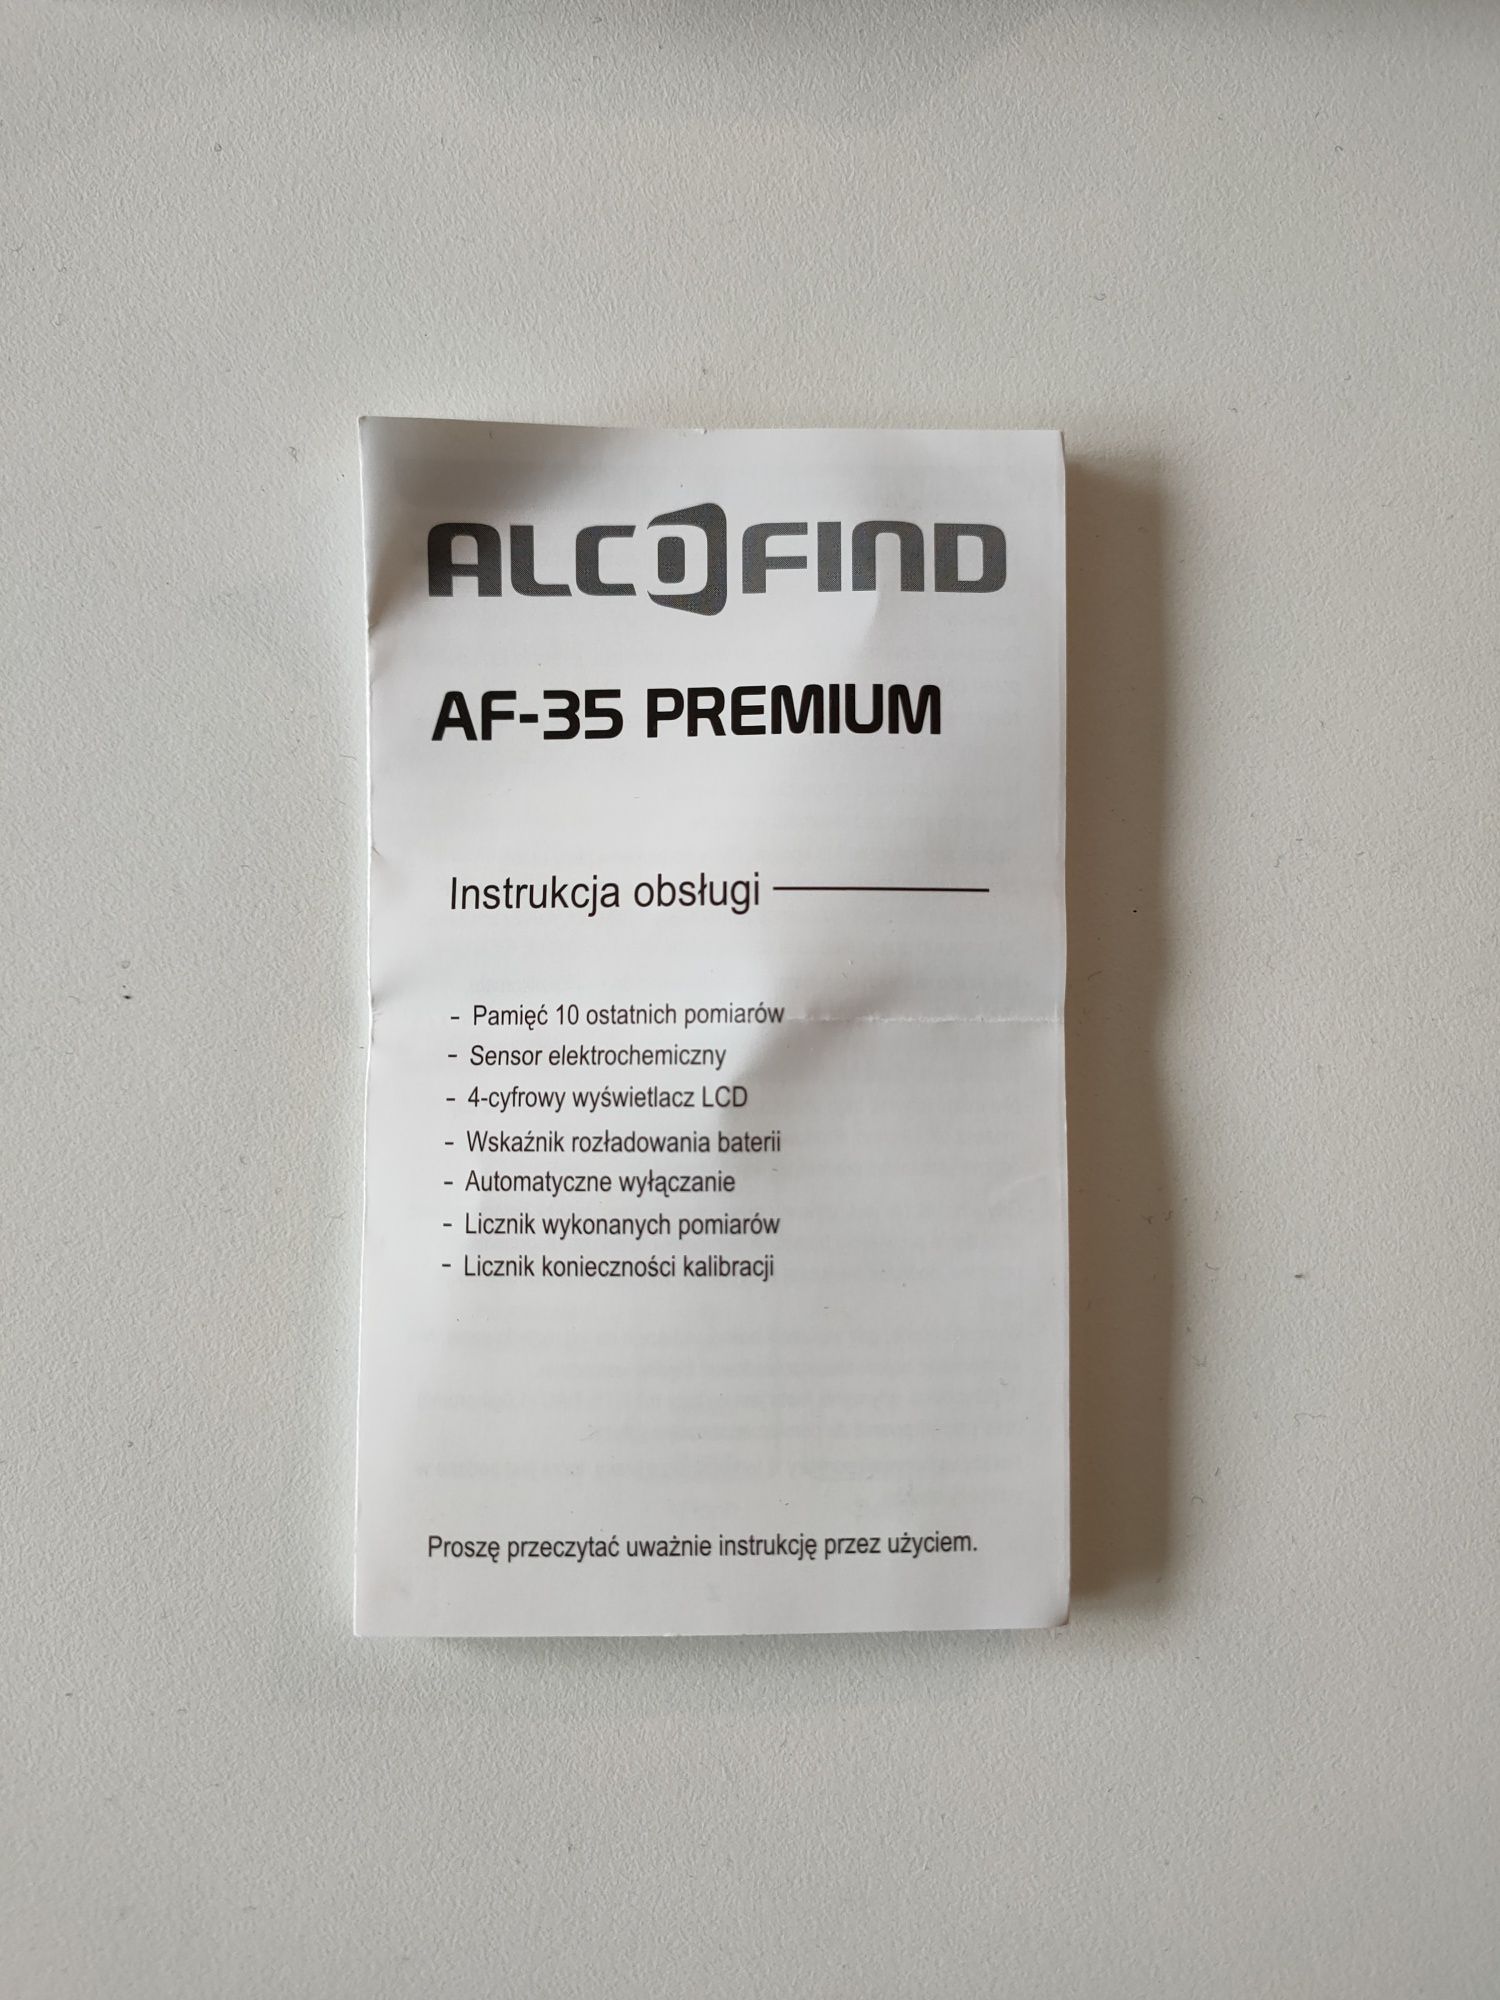 ALCOFIND
AF-35 PREMIUM
Instrukcja obsługi
- Pamięć 10 ostatnich pomiarów
- Sensor elektrochemiczny
- 4-cyfrowy wyświetlacz LCD
- Wskaźnik rozładowania baterii
- Automatyczne wyłączanie
- Licznik wykonanych pomiarów
- Licznik konieczności kalibracji
Proszę przeczytać uważnie instrukcję przez użyciem.